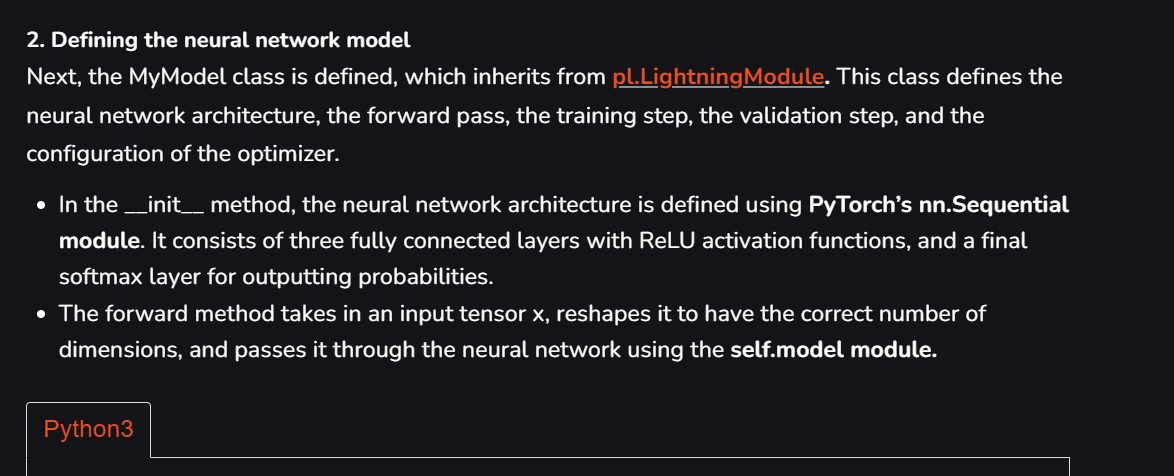 2. Defining the neural network model
Next, the MyModel class is defined, which inherits from pl.LightningModule. This class defines the
neural network architecture, the forward pass, the training step, the validation step, and the
configuration of the optimizer.
• In the __init__ method, the neural network architecture is defined using PyTorch’s nn.Sequential
module. It consists of three fully connected layers with ReLU activation functions, and a final
softmax layer for outputting probabilities.
• The forward method takes in an input tensor x, reshapes it to have the correct number of
dimensions, and passes it through the neural network using the self.model module.
Python3